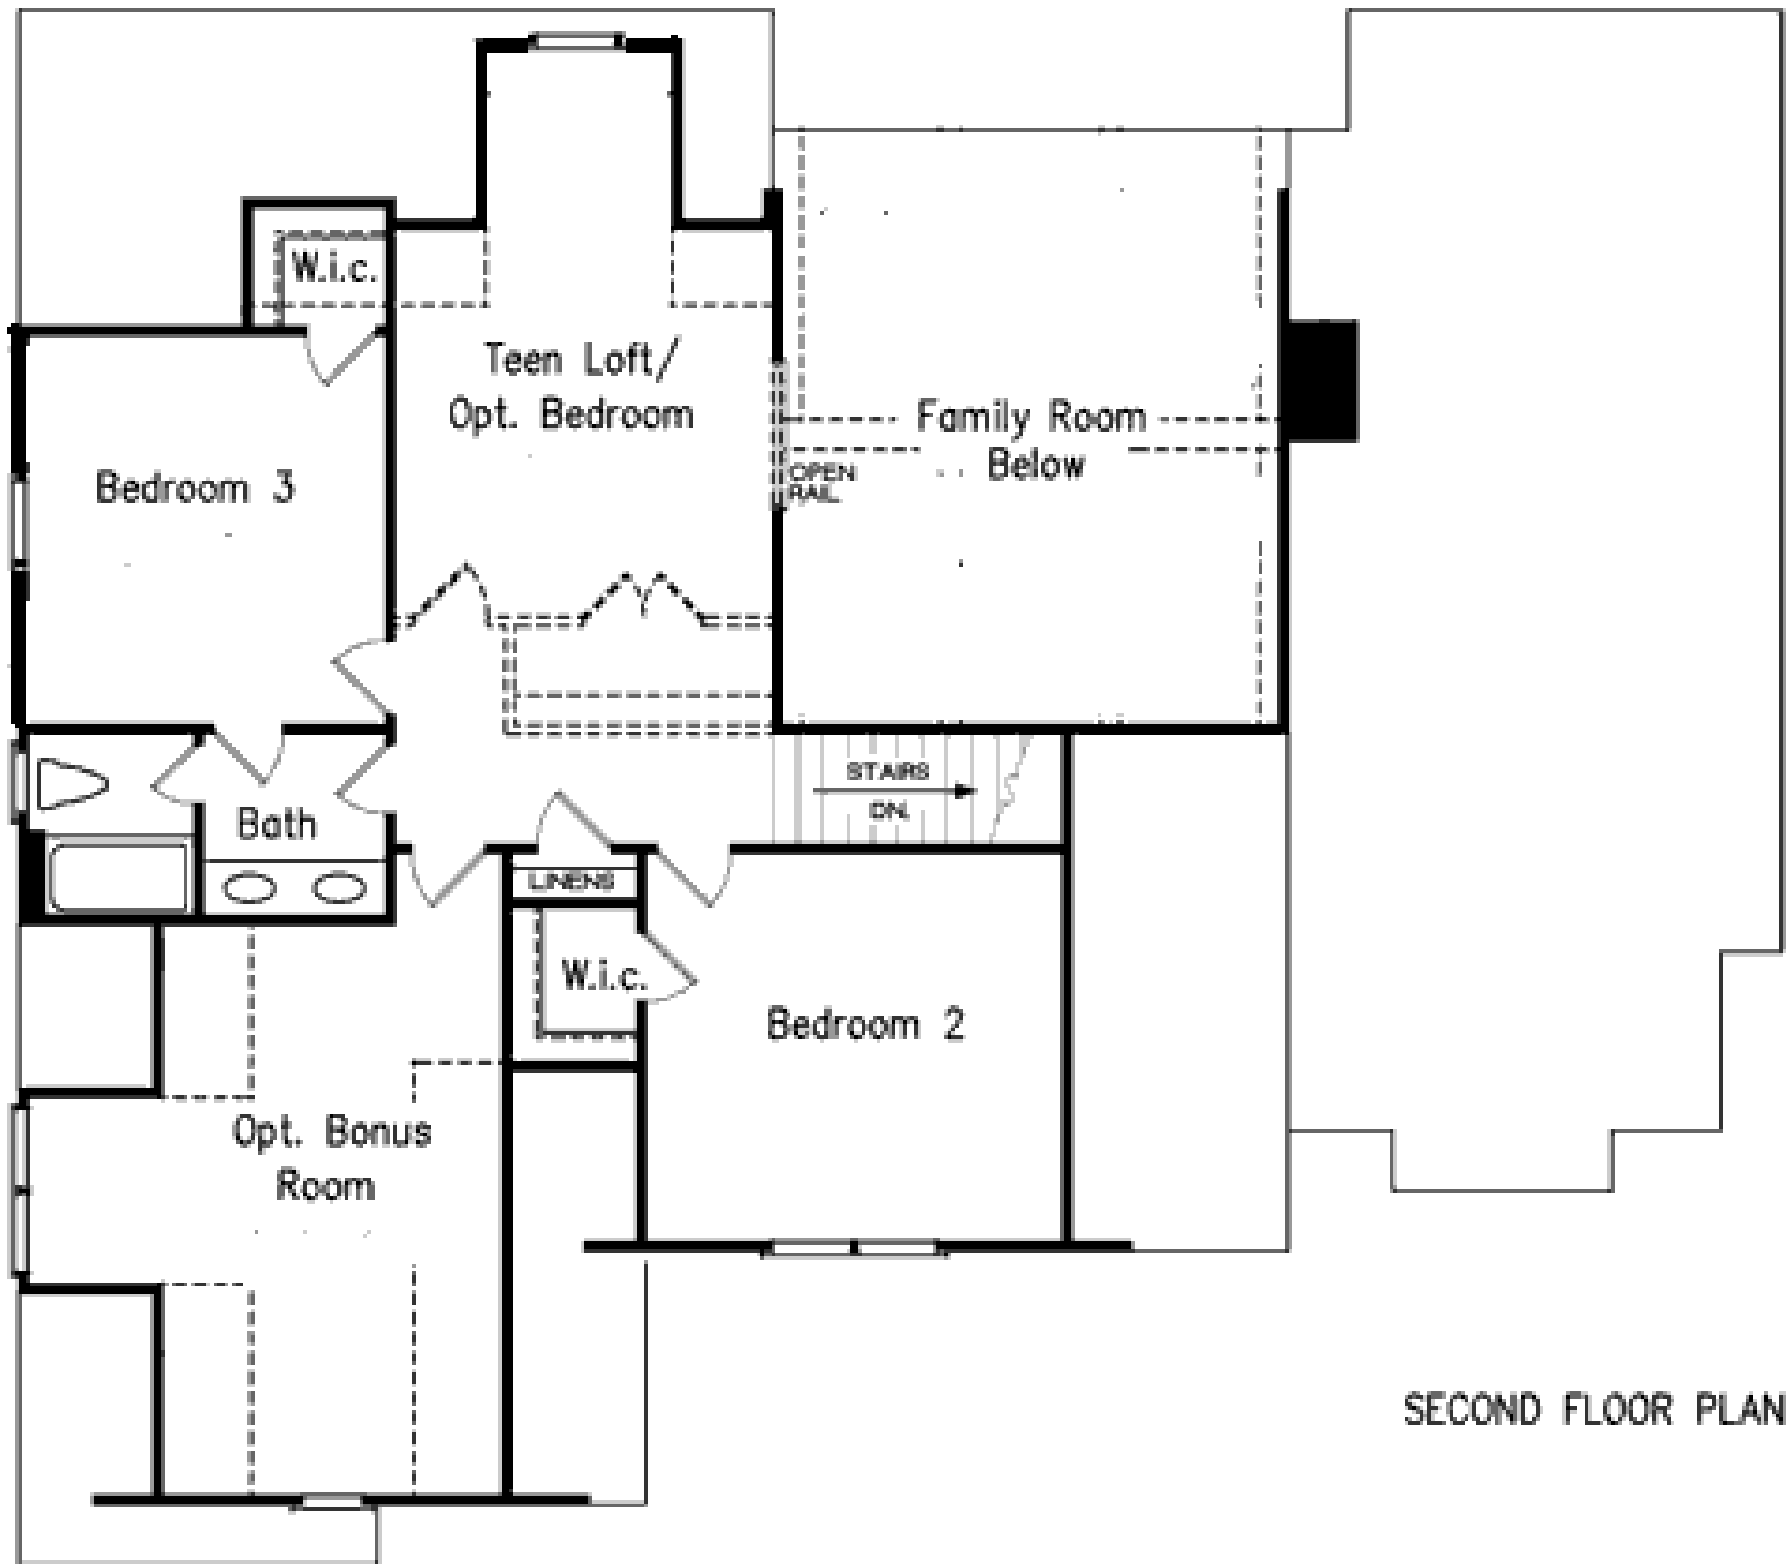 W.i.c.
Teen Loft/
Opt. Bedroom
Family Room
Below
OPEN
RAIL
Bedroom 3
STAIRS
DN.
Bath
LINENS
W.i.c.
Bedroom 2
Opt. Bonus
Room
SECOND FLOOR PLAN